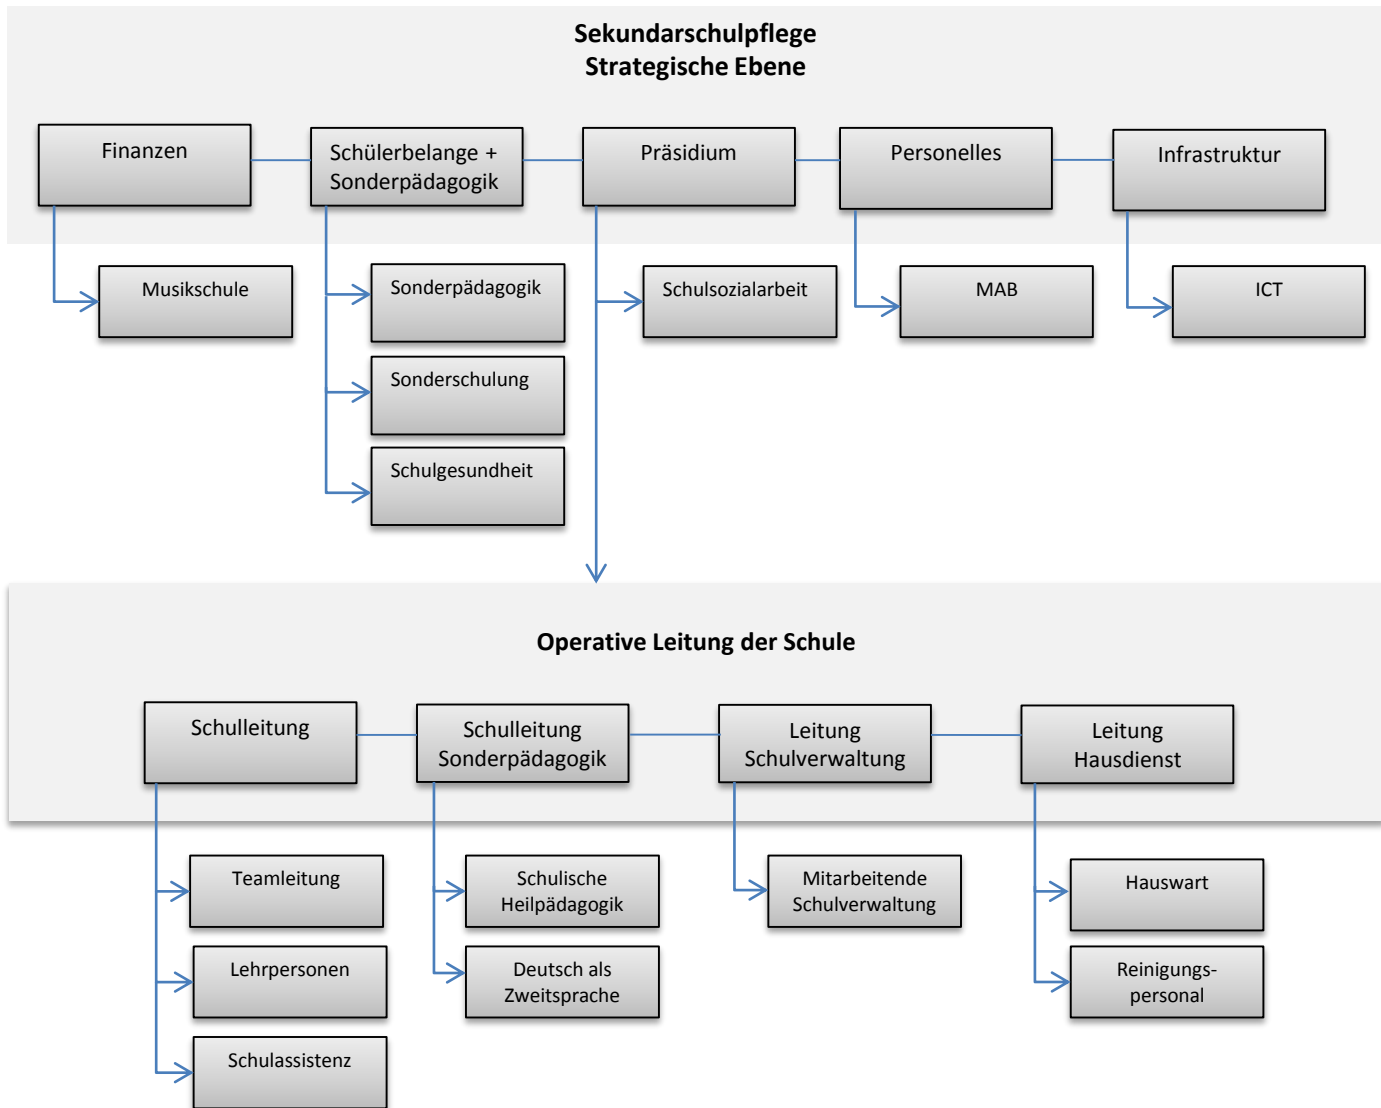 Sekundarschulpflege
Strategische Ebene
Finanzen
Schülerbelange +
Sonderpädagogik
Präsidium
Personelles
Infrastruktur
Musikschule
Sonderpädagogik
Schulsozialarbeit
MAB
ICT
Sonderschulung
Schulgesundheit
Operative Leitung der Schule
Schulleitung
Schulleitung
Sonderpädagogik
Leitung
Schulverwaltung
Leitung
Hausdienst
Teamleitung
Schulische
Heilpädagogik
Mitarbeitende
Schulverwaltung
Hauswart
Lehrpersonen
Deutsch als
Zweitsprache
Reinigungs-
personal
Schulassistenz